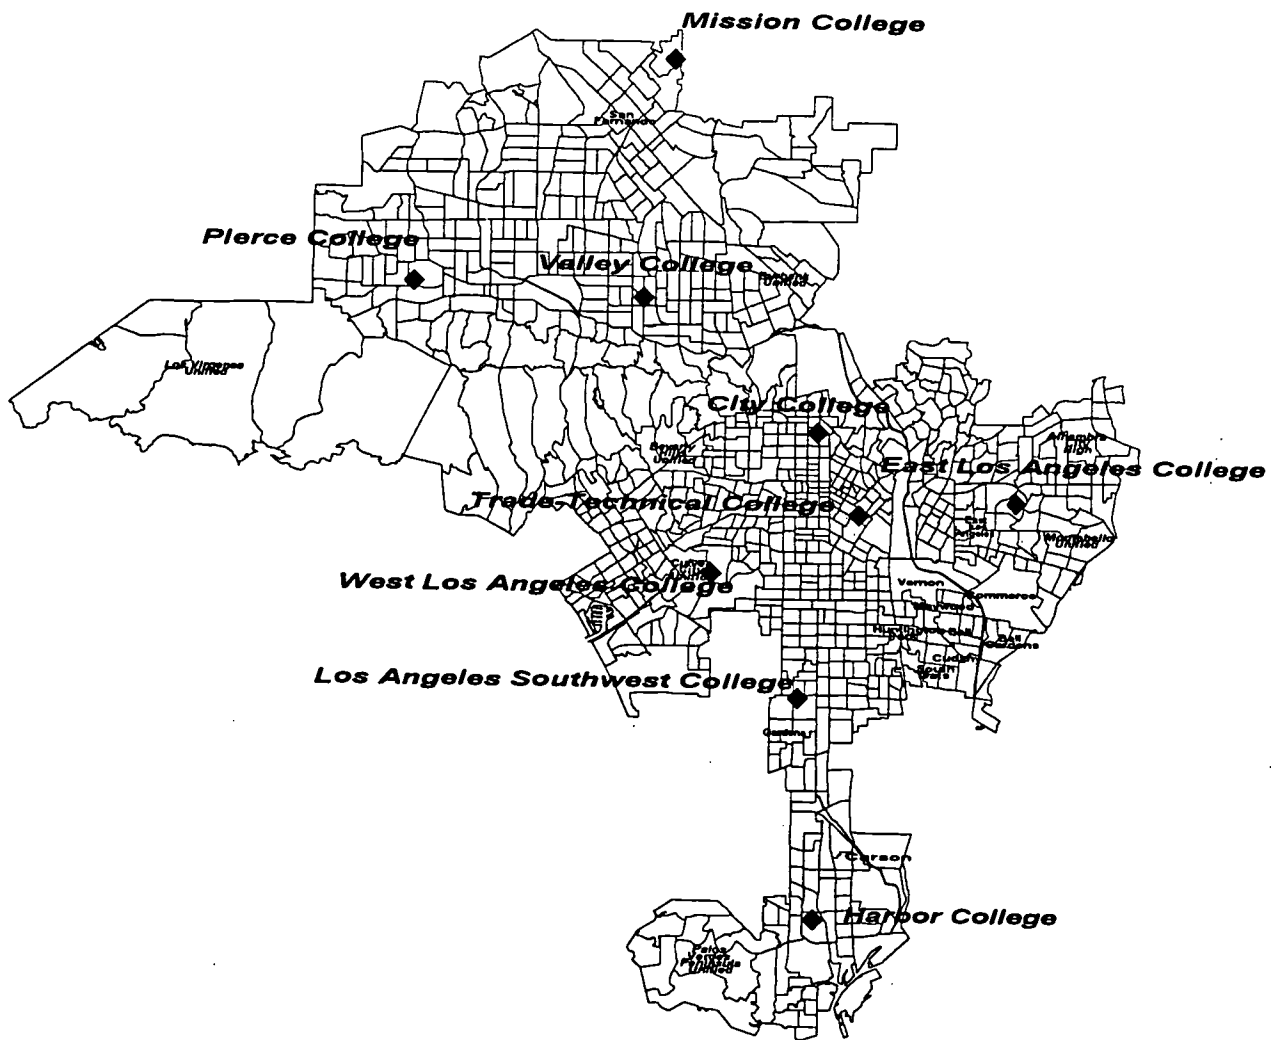 Mission College
San
Fernando
Pierce College
Valley College
Burbank
Unified
Las Virgenes
Unified
City College
Beverly
Hills
Unified
Alhambra
City
High
East Los Angeles College
Trade-Technical College
East
Los
Angeles
Montebello
Unified
Culver
City
Unified
West Los Angeles College
Vernon
Commerce
Maywood
Huntington
Park
Bell
Bell
Gardens
Cudahy
South
Gate
Los Angeles Southwest College
Gardena
Carson
Harbor College
Palos
Verdes
Peninsula
Unified